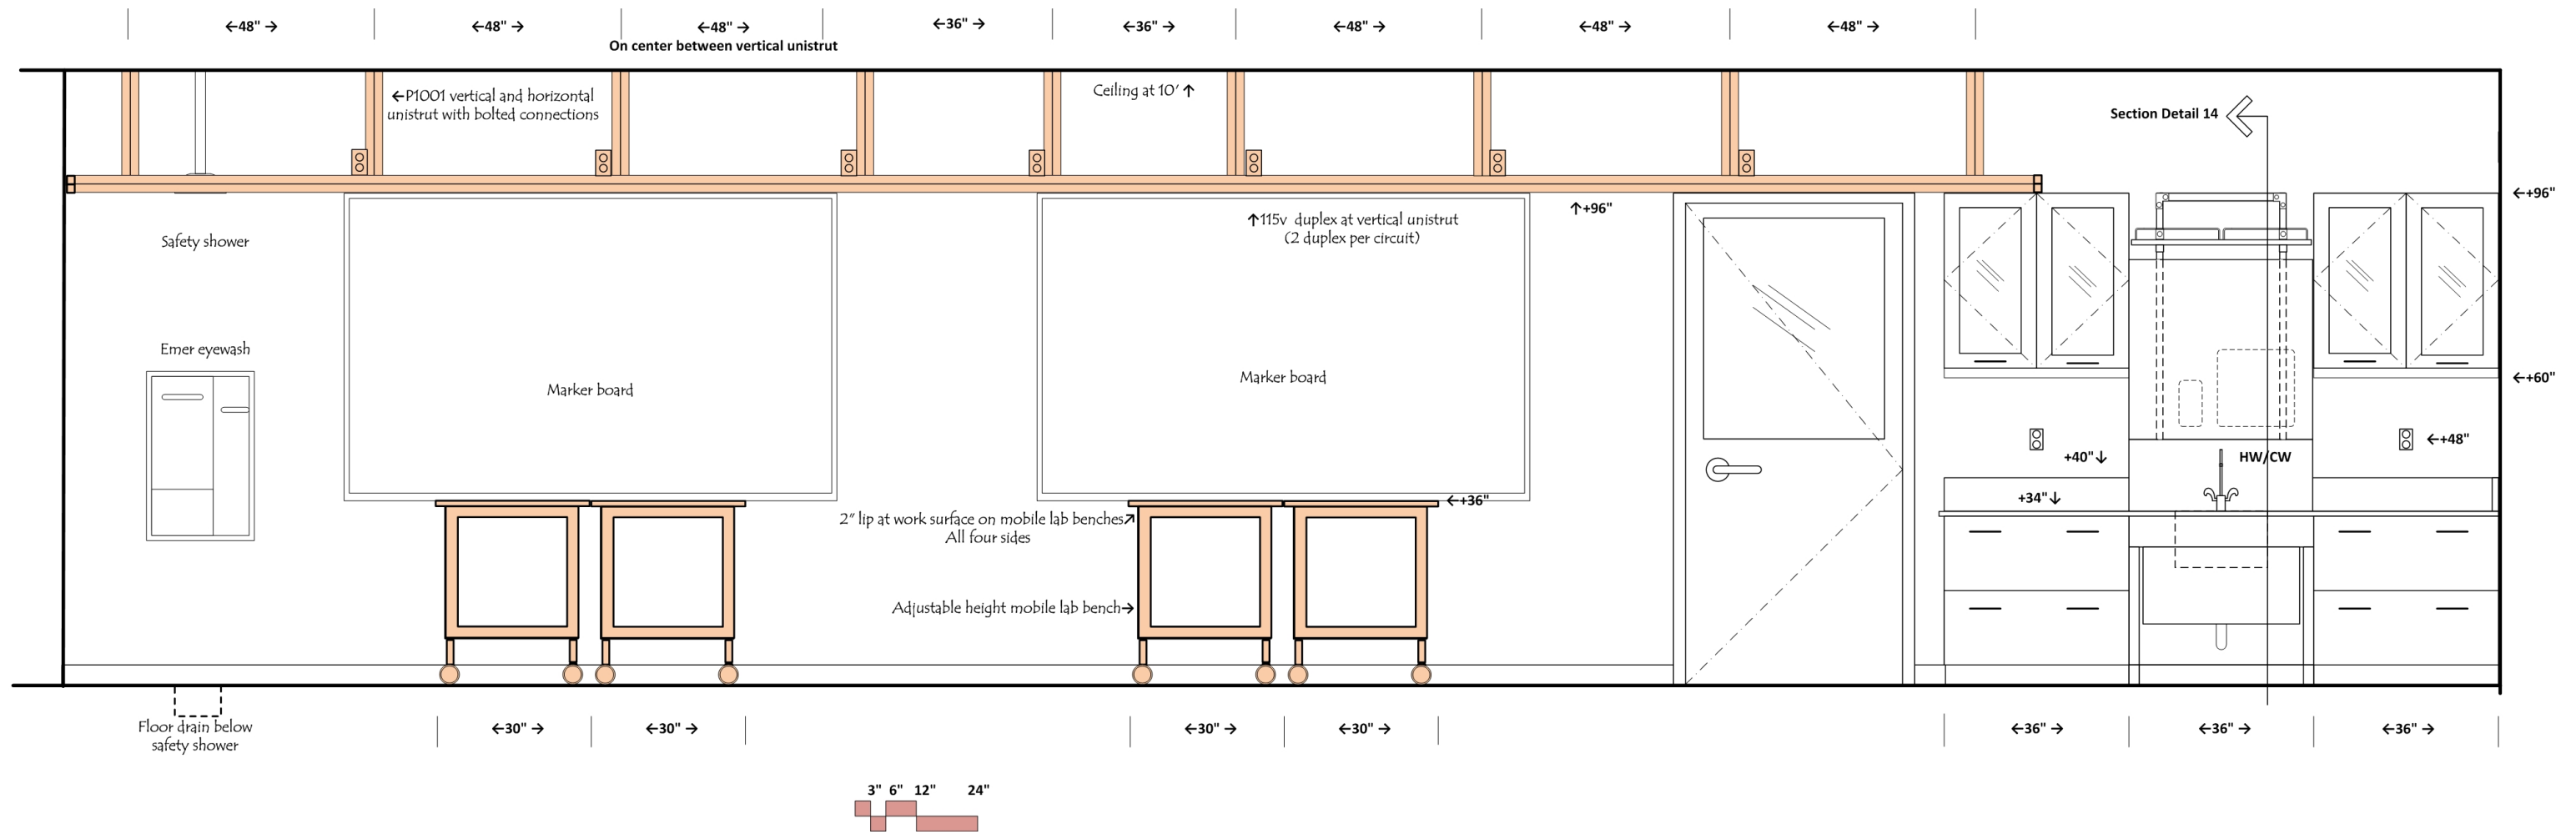 ←48" →
←48" →
←48" →
←36" →
←36" →
←48" →
←48" →
←48" →
On center between vertical unistrut
←P1001 vertical and horizontal
unistrut with bolted connections
Ceiling at 10' ↑
Section Detail 14
←+96"
↑+96"
↑115v duplex at vertical unistrut
(2 duplex per circuit)
Safety shower
Emer eyewash
Marker board
Marker board
←+60"
←+48"
+40"↓
HW/CW
+34"↓
←+36"
2" lip at work surface on mobile lab benches↗
All four sides
Adjustable height mobile lab bench→
Floor drain below
safety shower
←30" →
←30" →
←30" →
←30" →
←36" →
←36" →
←36" →
3" 6" 12" 24"